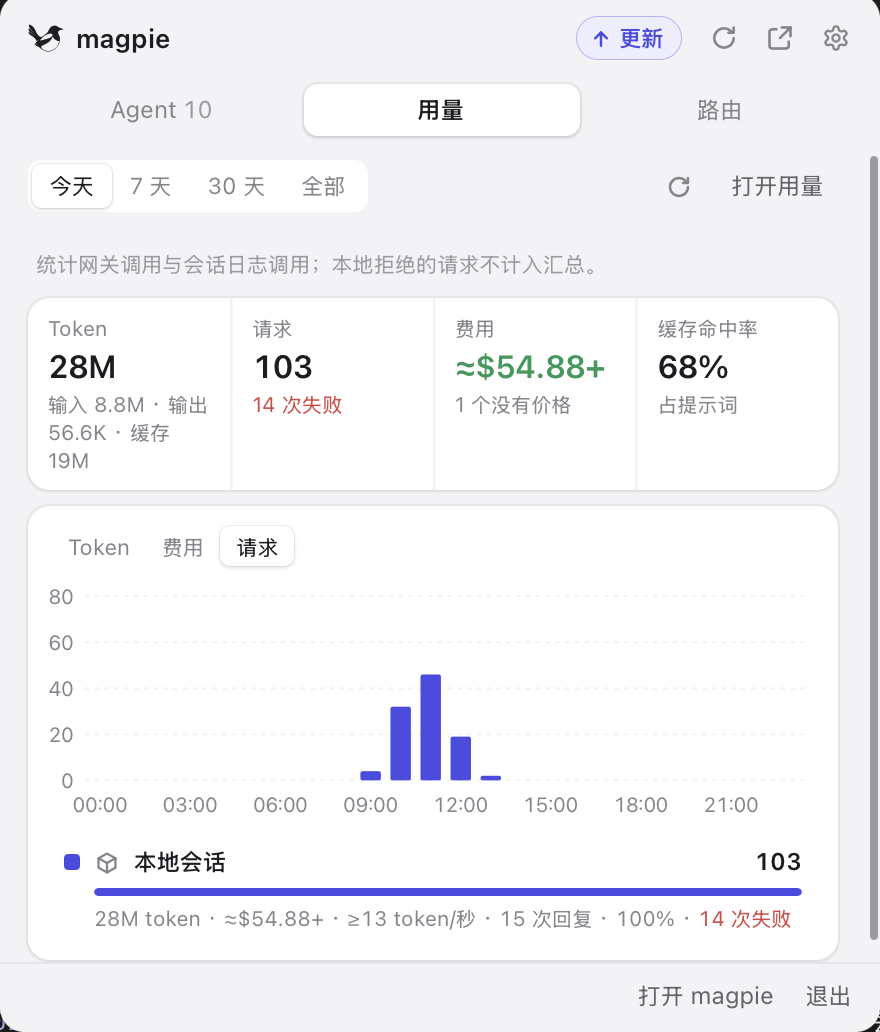 magpie
更新
Agent 10
用量
路由
今天
7 天
30 天
全部
打开用量
统计网关调用与会话日志调用；本地拒绝的请求不计入汇总。
Token
28M
输入 8.8M · 输出
56.6K · 缓存
19M
请求
103
14 次失败
费用
≈$54.88+
1 个没有价格
缓存命中率
68%
占提示词
Token
费用
请求
80
60
40
20
0
00:00
03:00
06:00
09:00
12:00
15:00
18:00
21:00
本地会话
103
28M token · ≈$54.88+ · ≥13 token/秒 · 15 次回复 · 100% · 14 次失败
打开 magpie
退出